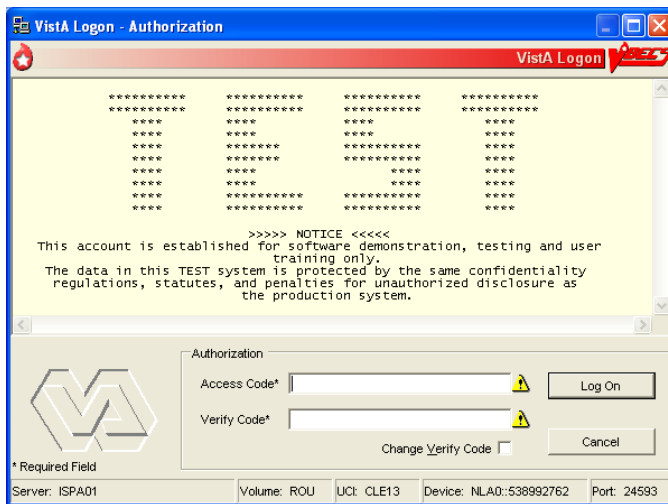 VistA Logon - Authorization
VistA Logon VBECS
********** ********** ********** **********
********** ********** ********** **********
**** **** **** ****
**** **** **** ****
**** ******* ********** ****
**** ******* ********** ****
**** **** **** ****
**** **** **** ****
**** ********** ********** ****
**** ********** ********** ****
>>>>> NOTICE <<<<<
This account is established for software demonstration, testing and user
training only.
The data in this TEST system is protected by the same confidentiality
regulations, statutes, and penalties for unauthorized disclosure as
the production system.
Authorization
Access Code*
Log On
Verify Code*
Change Verify Code
Cancel
* Required Field
Server: ISPA01 Volume: ROU UCI: CLE13 Device: NLA0::538992762 Port: 24593